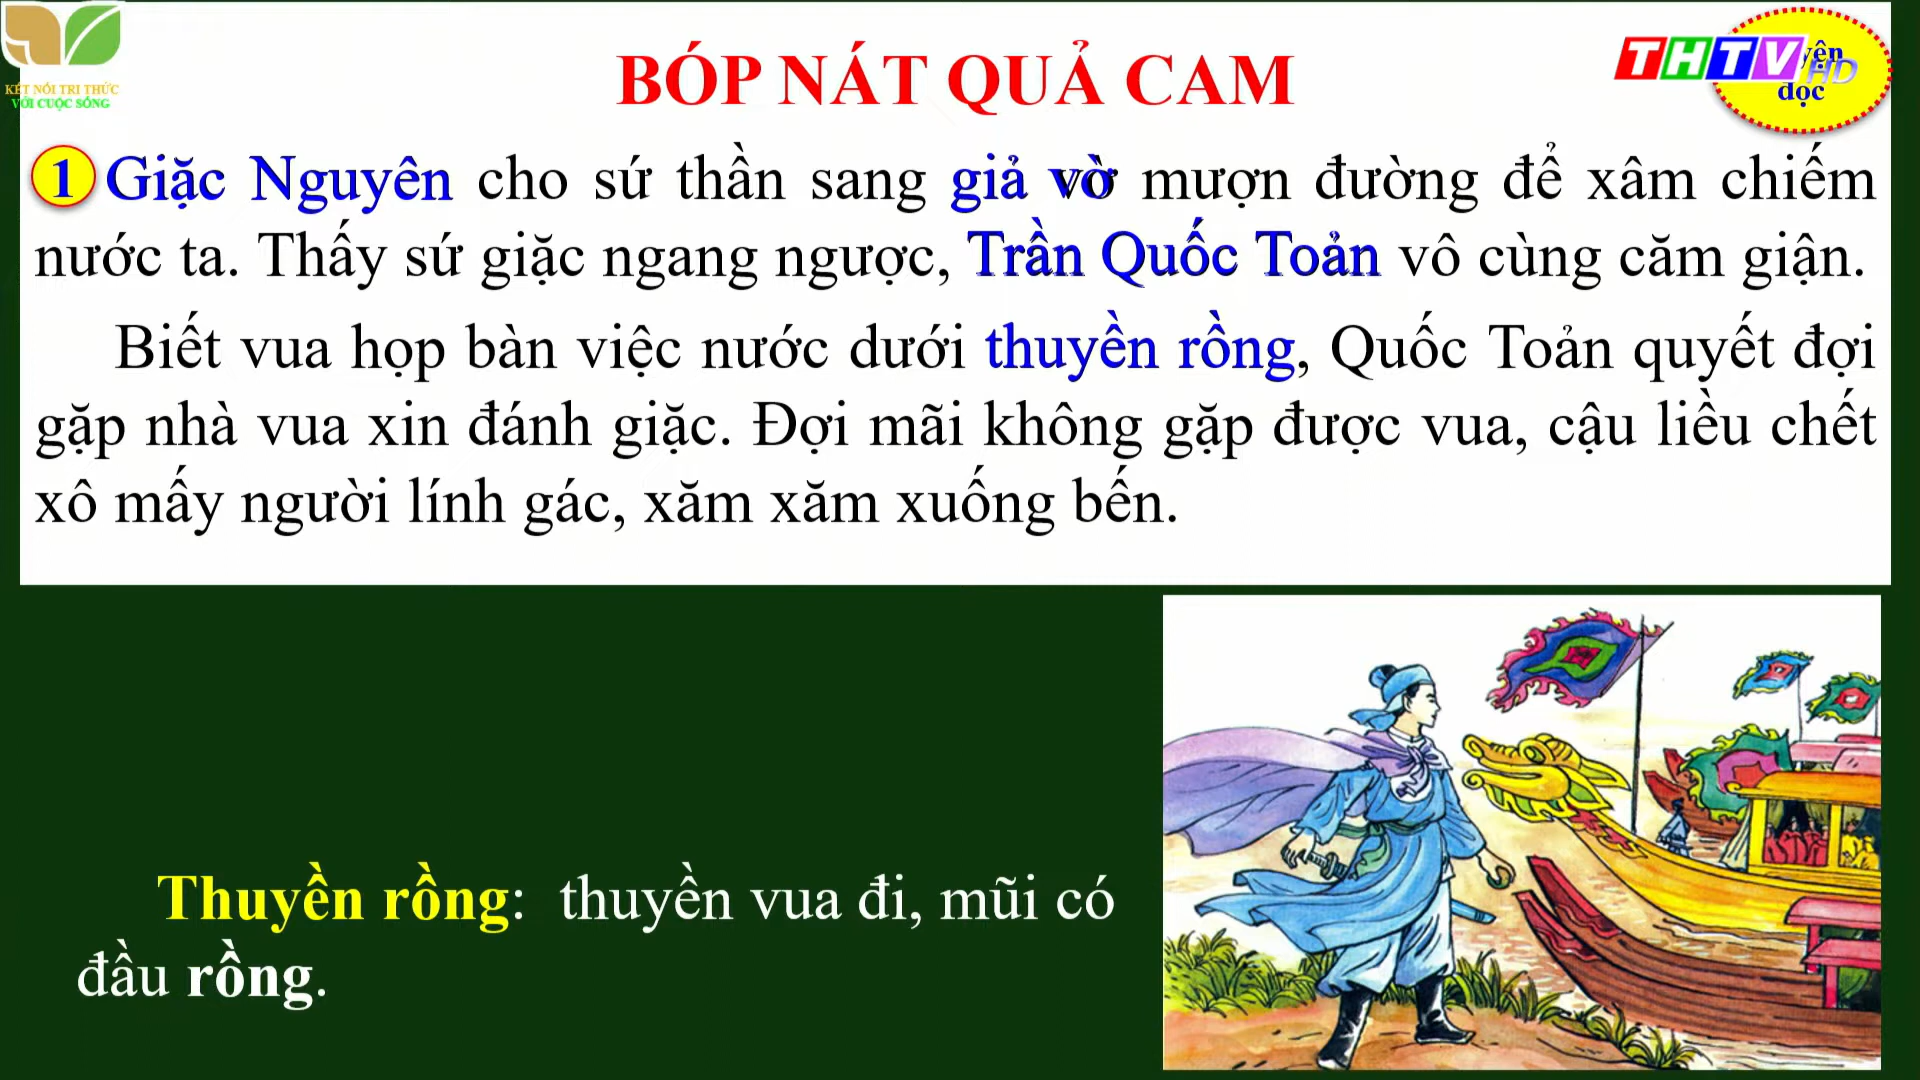 KẾT NỐI TRI THỨC
VỚI CUỘC SỐNG
BÓP NÁT QUẢ CAM
THTV HD
đọc
1 Giặc Nguyên cho sứ thần sang giả vờ mượn đường để xâm chiếm
nước ta. Thấy sứ giặc ngang ngược, Trần Quốc Toản vô cùng căm giận.
Biết vua họp bàn việc nước dưới thuyền rồng, Quốc Toản quyết đợi
gặp nhà vua xin đánh giặc. Đợi mãi không gặp được vua, cậu liều chết
xô mấy người lính gác, xăm xăm xuống bến.
Thuyền rồng: thuyền vua đi, mũi có
đầu rồng.